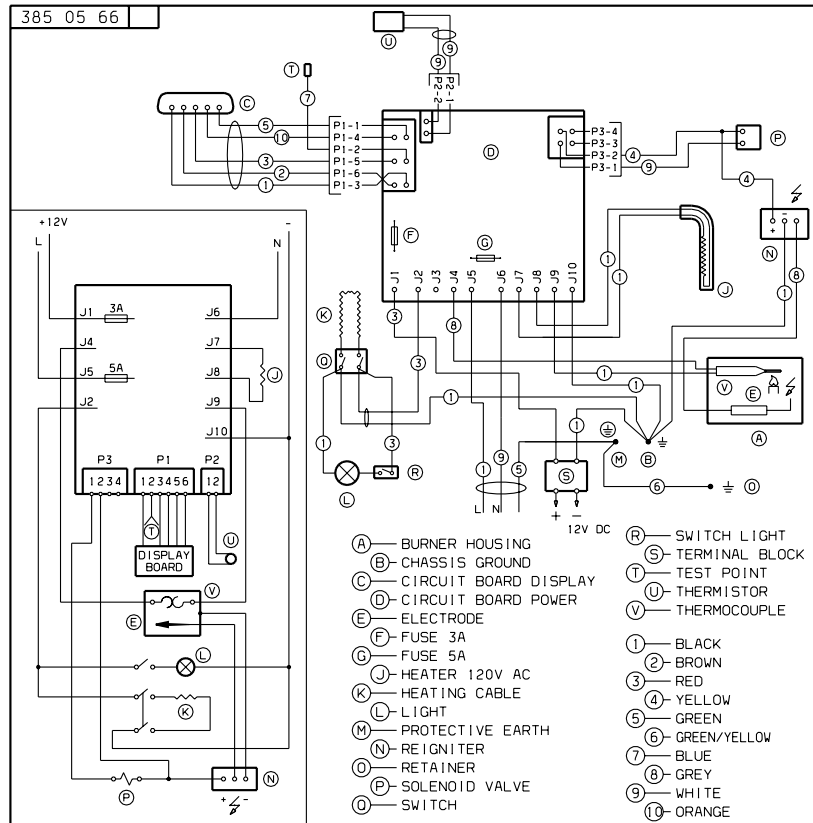 385 05 66
U
9
9
P2-2
P2-1
T
7
C
D
5
10
3
2
1
P1-1
P1-4
P1-2
P1-5
P1-6
P1-3
P3-4
P3-3
P3-2
P3-1
4
9
P
4
+ -
N
1
8
F
G
J1
J2
J3
J4
J5
J6
J7
J8
J9
J10
1
1
J
K
Q
3
8
3
1
1
1
V
E
A
1
1
3
R
L
1
9
5
L N
M
B
S
+ -
12V DC
6
O
+12V
-
L
N
J1
3A
J6
J4
J7
J5
5A
J8
J
J2
J9
J10
P3
P1
P2
1234
123456
12
T
U
DISPLAY
BOARD
V
E
L
K
P
+ -
N
A BURNER HOUSING
B CHASSIS GROUND
C CIRCUIT BOARD DISPLAY
D CIRCUIT BOARD POWER
E ELECTRODE
F FUSE 3A
G FUSE 5A
J HEATER 120V AC
K HEATING CABLE
L LIGHT
M PROTECTIVE EARTH
N REIGNITER
O RETAINER
P SOLENOID VALVE
Q SWITCH
R SWITCH LIGHT
S TERMINAL BLOCK
T TEST POINT
U THERMISTOR
V THERMOCOUPLE
1 BLACK
2 BROWN
3 RED
4 YELLOW
5 GREEN
6 GREEN/YELLOW
7 BLUE
8 GREY
9 WHITE
10 ORANGE